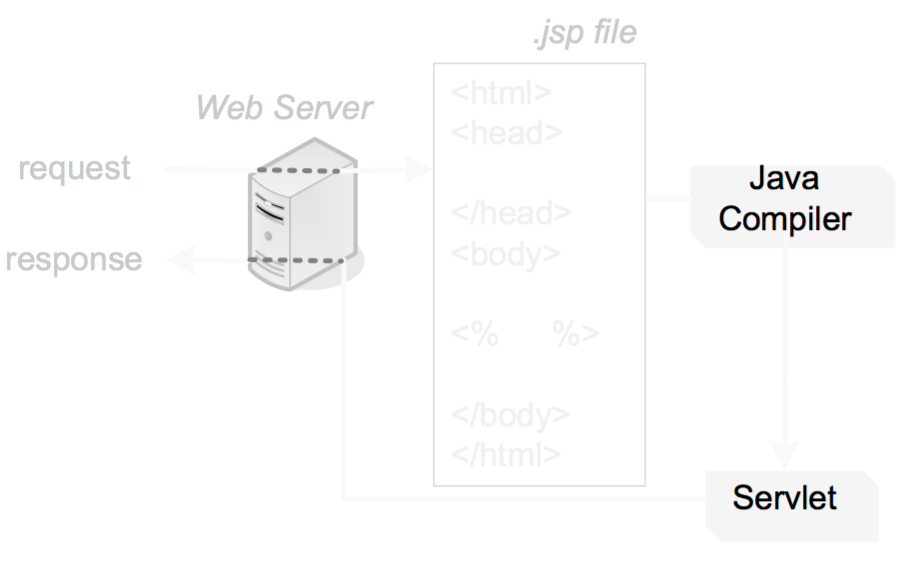 .jsp file
Web Server
request
response
<html>
<head>
</head>
<body>
<% %>
</body>
</html>
Java
Compiler
Servlet